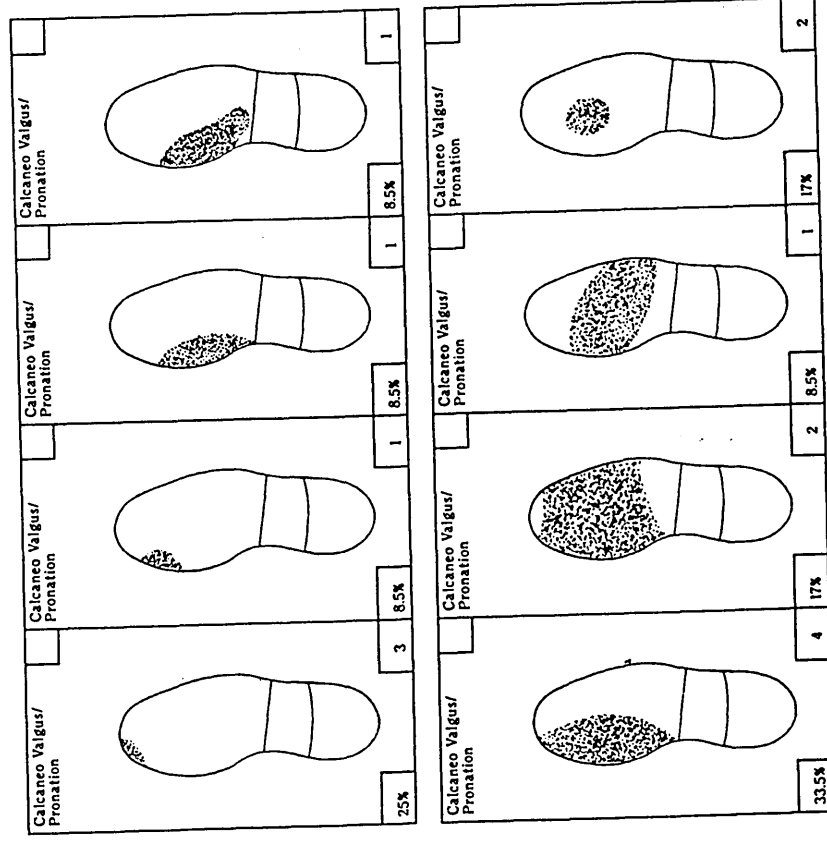 Calcaneo Valgus/
Pronation
25%
3
Calcaneo Valgus/
Pronation
8.5%
1
Calcaneo Valgus/
Pronation
8.5%
1
Calcaneo Valgus/
Pronation
8.5%
1
Calcaneo Valgus/
Pronation
33.5%
4
Calcaneo Valgus/
Pronation
17%
2
Calcaneo Valgus/
Pronation
8.5%
1
Calcaneo Valgus/
Pronation
17%
2